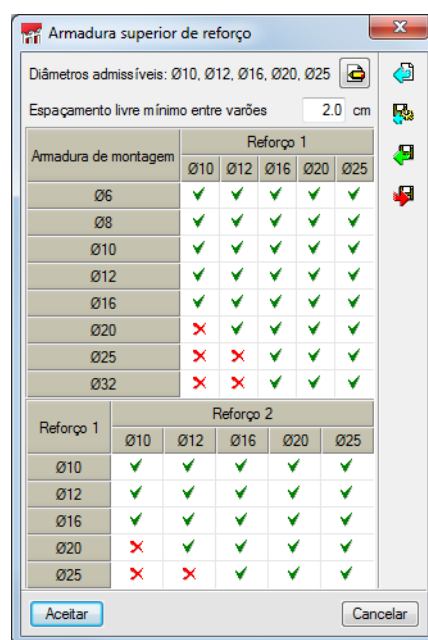 Armadura superior de reforço
Diâmetros admissíveis: Ø10, Ø12, Ø16, Ø20, Ø25
Espaçamento livre mínimo entre varões 2.0 cm
Armadura de montagem Reforço 1
Ø10 Ø12 Ø16 Ø20 Ø25
Ø6
Ø8
Ø10
Ø12
Ø16
Ø20
Ø25
Ø32
Reforço 1 Reforço 2
Ø10 Ø12 Ø16 Ø20 Ø25
Ø10
Ø12
Ø16
Ø20
Ø25
Aceitar Cancelar